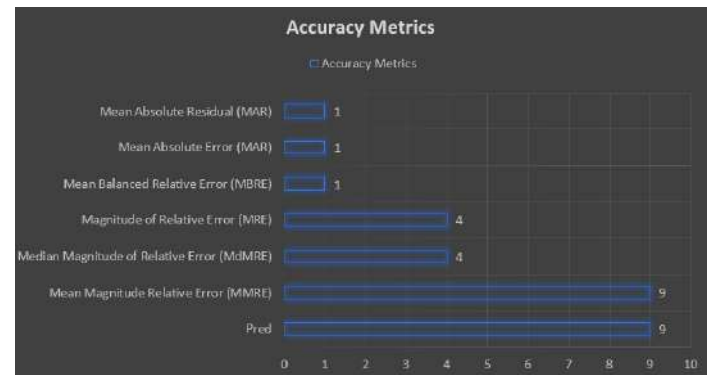 Accuracy Metrics
Accuracy Metrics
Mean Absolute Residual (MAR) 1
Mean Absolute Error (MAR) 1
Mean Balanced Relative Error (MBRE) 1
Magnitude of Relative Error (MRE) 4
Median Magnitude of Relative Error (MdMRE) 4
Mean Magnitude Relative Error (MMRE) 9
Pred 9
0 1 2 3 4 5 6 7 8 9 10